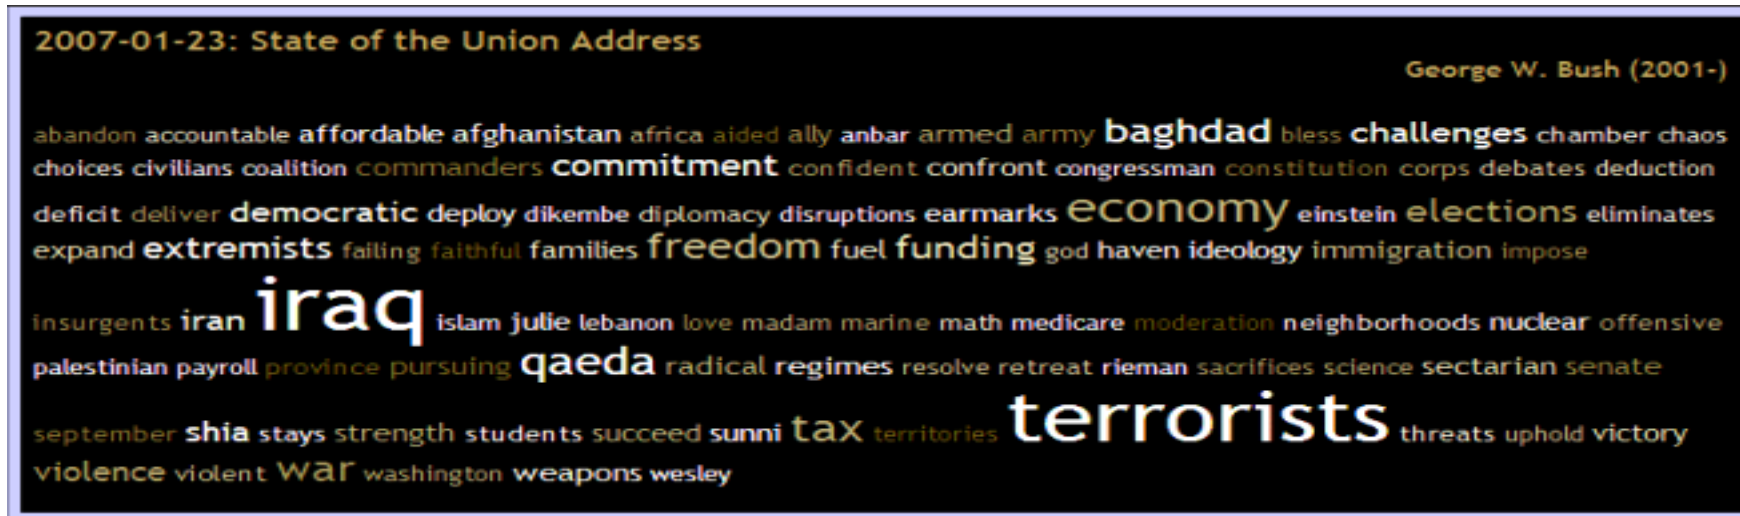 2007-01-23: State of the Union Address
George W. Bush (2001-)
abandon accountable affordable afghanistan africa aided ally anbar armed army baghdad bless challenges chamber chaos
choices civilians coalition commanders commitment confident confront congressman constitution corps debates deduction
deficit deliver democratic deploy dikembe diplomacy disruptions earmarks economy einstein elections eliminates
expand extremists failing faithful families freedom fuel funding god haven ideology immigration impose
insurgents iran iraq islam julie lebanon love madam marine math medicare moderation neighborhoods nuclear offensive
palestinian payroll province pursuing qaeda radical regimes resolve retreat rieman sacrifices science sectarian senate
september shia stays strength students succeed sunni tax territories terrorists threats uphold victory
violence violent war washington weapons wesley